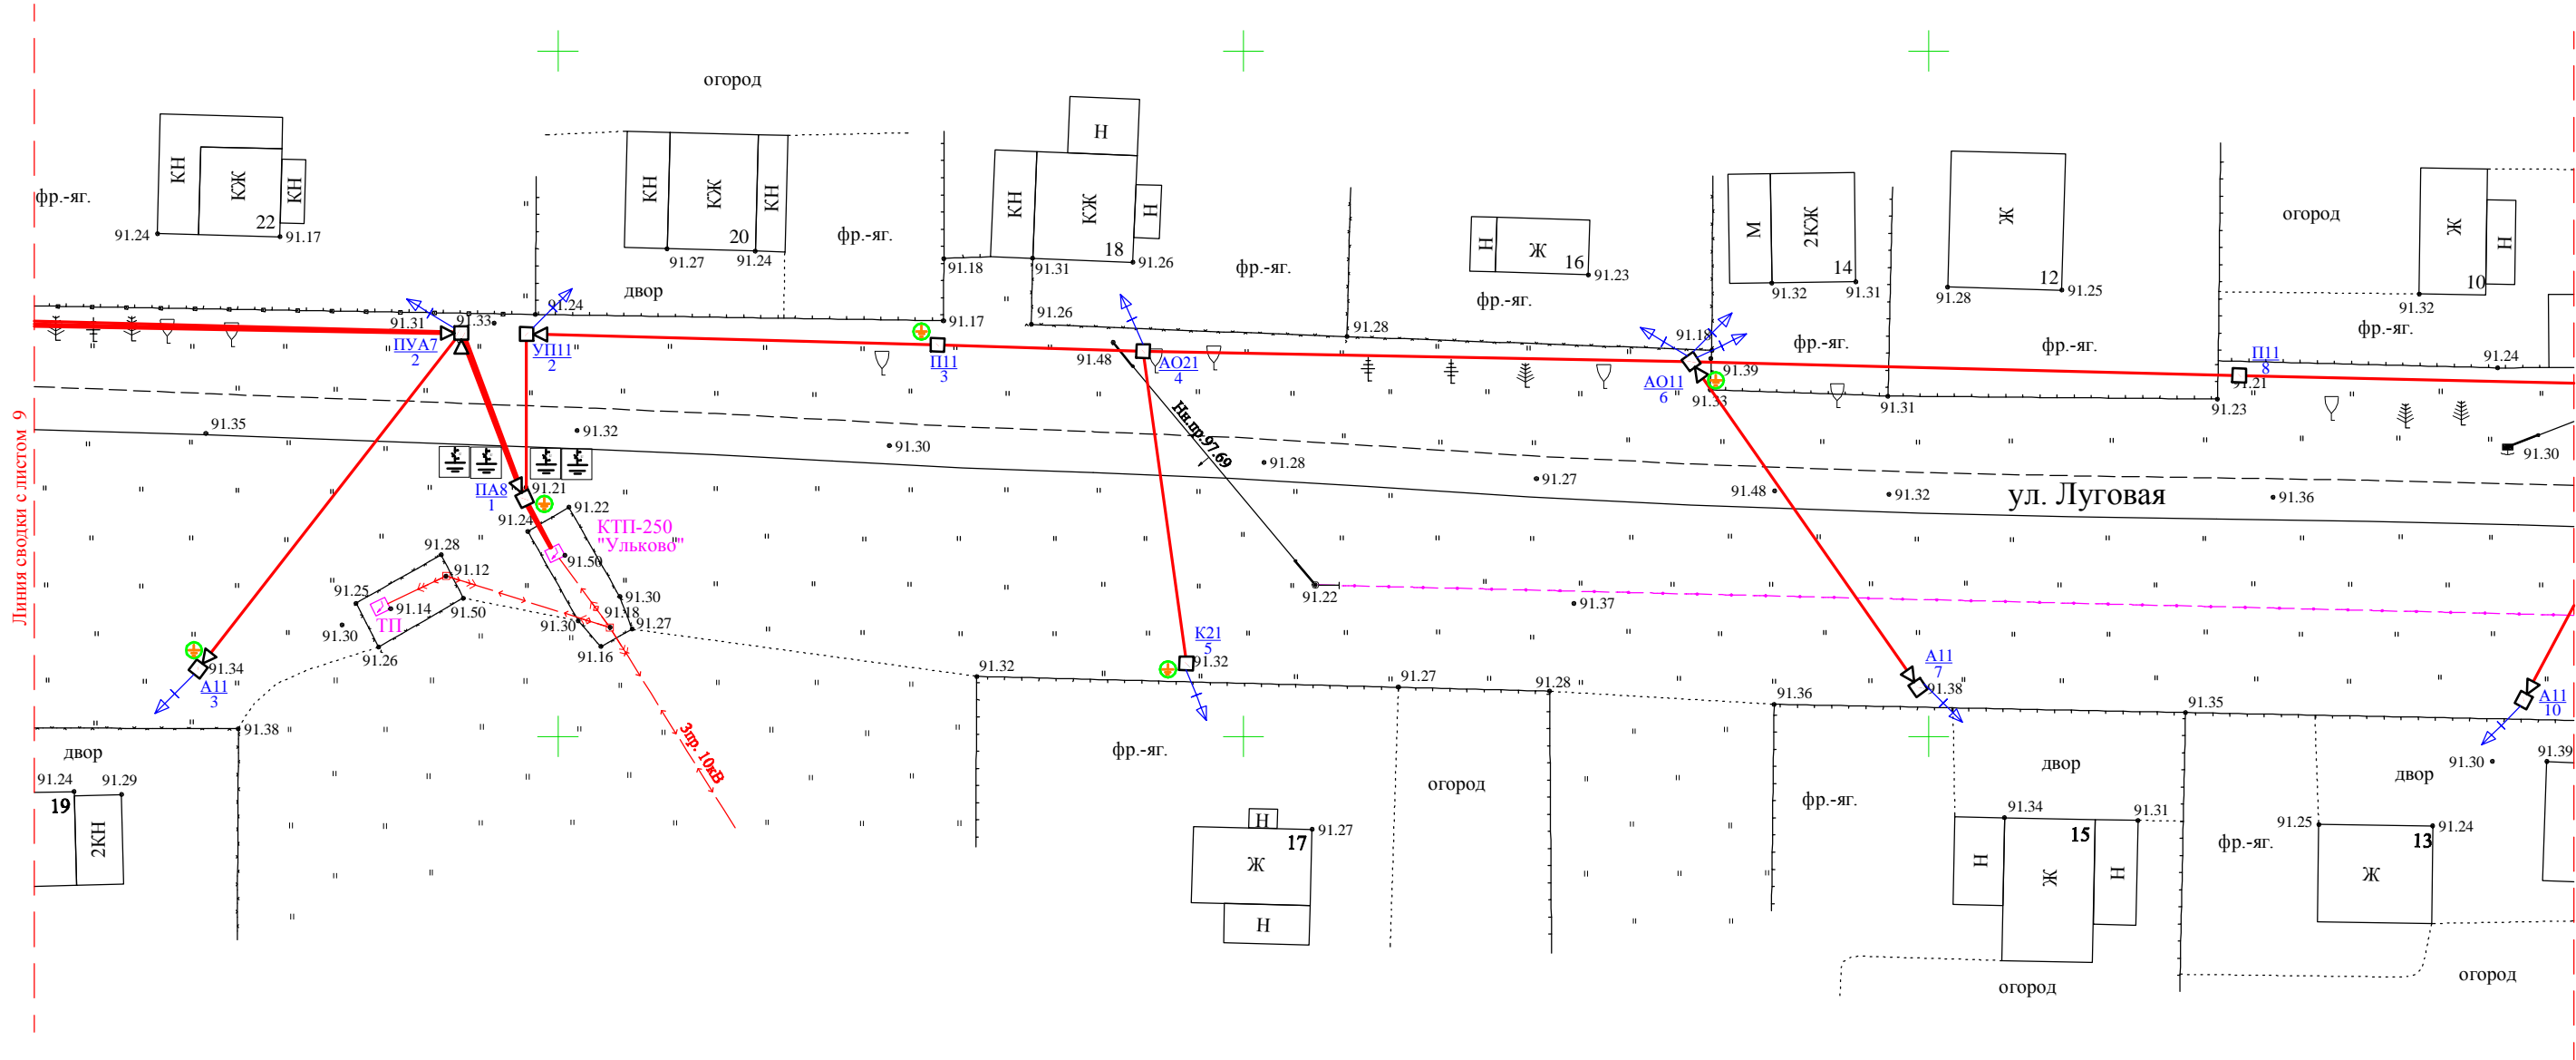 огород
КН
КЖ
КН
22
фр.-яг.
91.24
91.17
КН
КЖ
КН
20
91.27
91.24
фр.-яг.
двор
Н
КН
КЖ
Н
18
91.18
91.31
91.26
фр.-яг.
Н
Ж
16
91.23
фр.-яг.
М
2КЖ
14
91.32
91.31
фр.-яг.
Ж
12
91.28
91.25
фр.-яг.
огород
Ж
Н
10
91.32
фр.-яг.
91.24
91.31
91.33
91.24
91.17
91.26
91.28
91.18
91.39
91.33
91.31
91.23
91.21
ПУА7
2
УП11
2
П11
3
91.48
АО21
4
АО11
6
П11
8
Нн.пр.97.69
Линия сводки с листом 9
91.35
91.32
91.30
91.28
91.27
91.48
91.32
91.36
91.30
ул. Луговая
ПА8
1
91.21
91.24
91.22
КТП-250
"Ульково"
91.50
91.28
91.12
91.25
91.14
ТП
91.50
91.30
91.26
91.30
91.18
91.30
91.27
91.16
91.22
91.37
91.34
А11
3
К21
5
91.32
91.32
91.27
91.28
91.36
А11
7
91.38
91.35
А11
10
91.38
двор
91.24
91.29
19
2КН
Зпр. 10кВ
фр.-яг.
огород
Н
17
91.27
Ж
Н
фр.-яг.
двор
91.34
91.31
15
Н
Ж
Н
огород
фр.-яг.
двор
91.30
91.39
91.25
91.24
13
Ж
огород